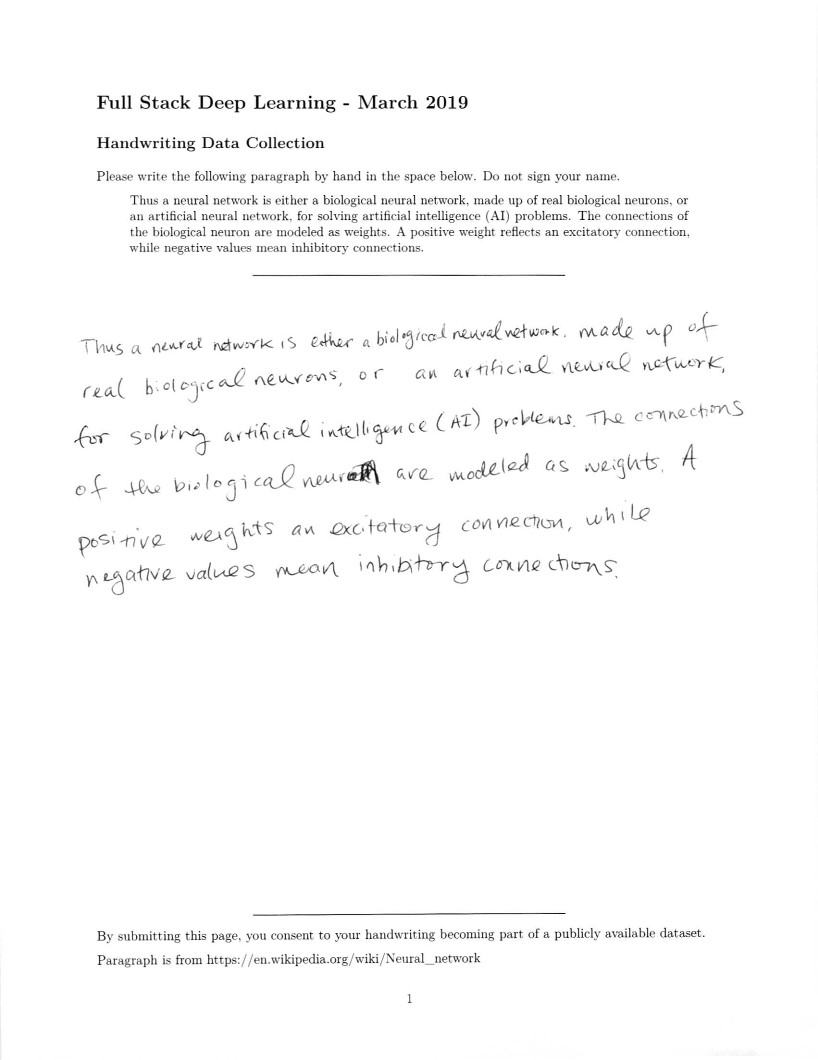 Full Stack Deep Learning - March 2019
Handwriting Data Collection
Please write the following paragraph by hand in the space below. Do not sign your name.
Thus a neural network is either a biological neural network, made up of real biological neurons, or
an artificial neural network, for solving artificial intelligence (AI) problems. The connections of
the biological neuron are modeled as weights. A positive weight reflects an excitatory connection,
while negative values mean inhibitory connections.
Thus a neural network is either a biological neural network. made up of
real biological neurons, or an artificial neural network,
for solving artificial intelligence (AI) problems. The connections
of the biological neuron are modeled as weights. A
positive weights an excitatory connection, while
negative values mean inhibitory connections.
By submitting this page, you consent to your handwriting becoming part of a publicly available dataset.
Paragraph is from https://en.wikipedia.org/wiki/Neural_network
1